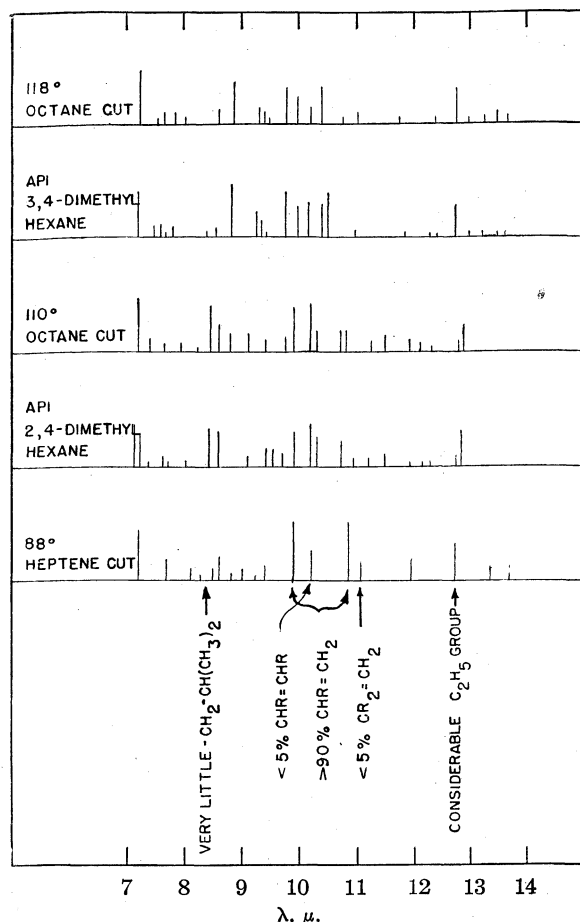 118°
OCTANE CUT
API
3,4-DIMETHYL
HEXANE
110°
OCTANE CUT
API
2,4-DIMETHYL
HEXANE
88°
HEPTENE CUT
VERY LITTLE - CH2-CH(CH3)2
<5% CHR=CHR
>90% CHR=CH2
<5% CR2=CH2
CONSIDERABLE C2H5 GROUP
7 8 9 10 11 12 13 14
λ, μ.